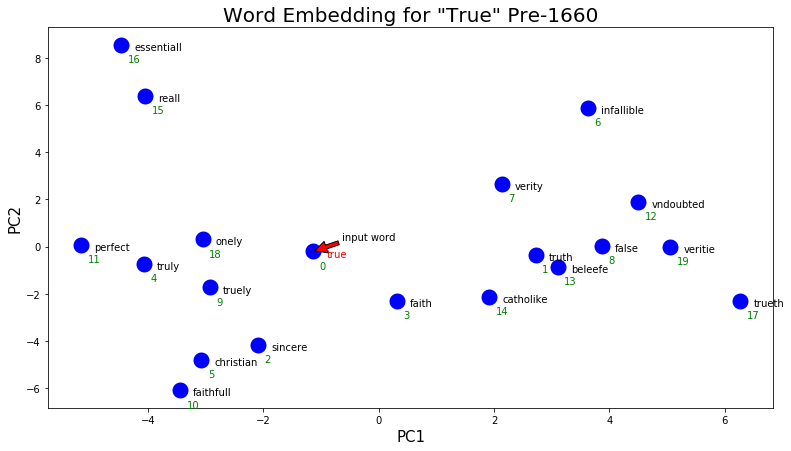 Word Embedding for "True" Pre-1660
essentiall
16
reall
15
infallible
6
verity
7
vndoubted
12
input word
true
0
onely
18
perfect
11
truly
4
truely
9
false
8
veritie
19
truth
1
beleefe
13
faith
3
catholike
14
trueth
17
sincere
2
christian
5
faithfull
10
8
6
4
2
0
−2
−4
−6
PC2
−4
−2
0
2
4
6
PC1